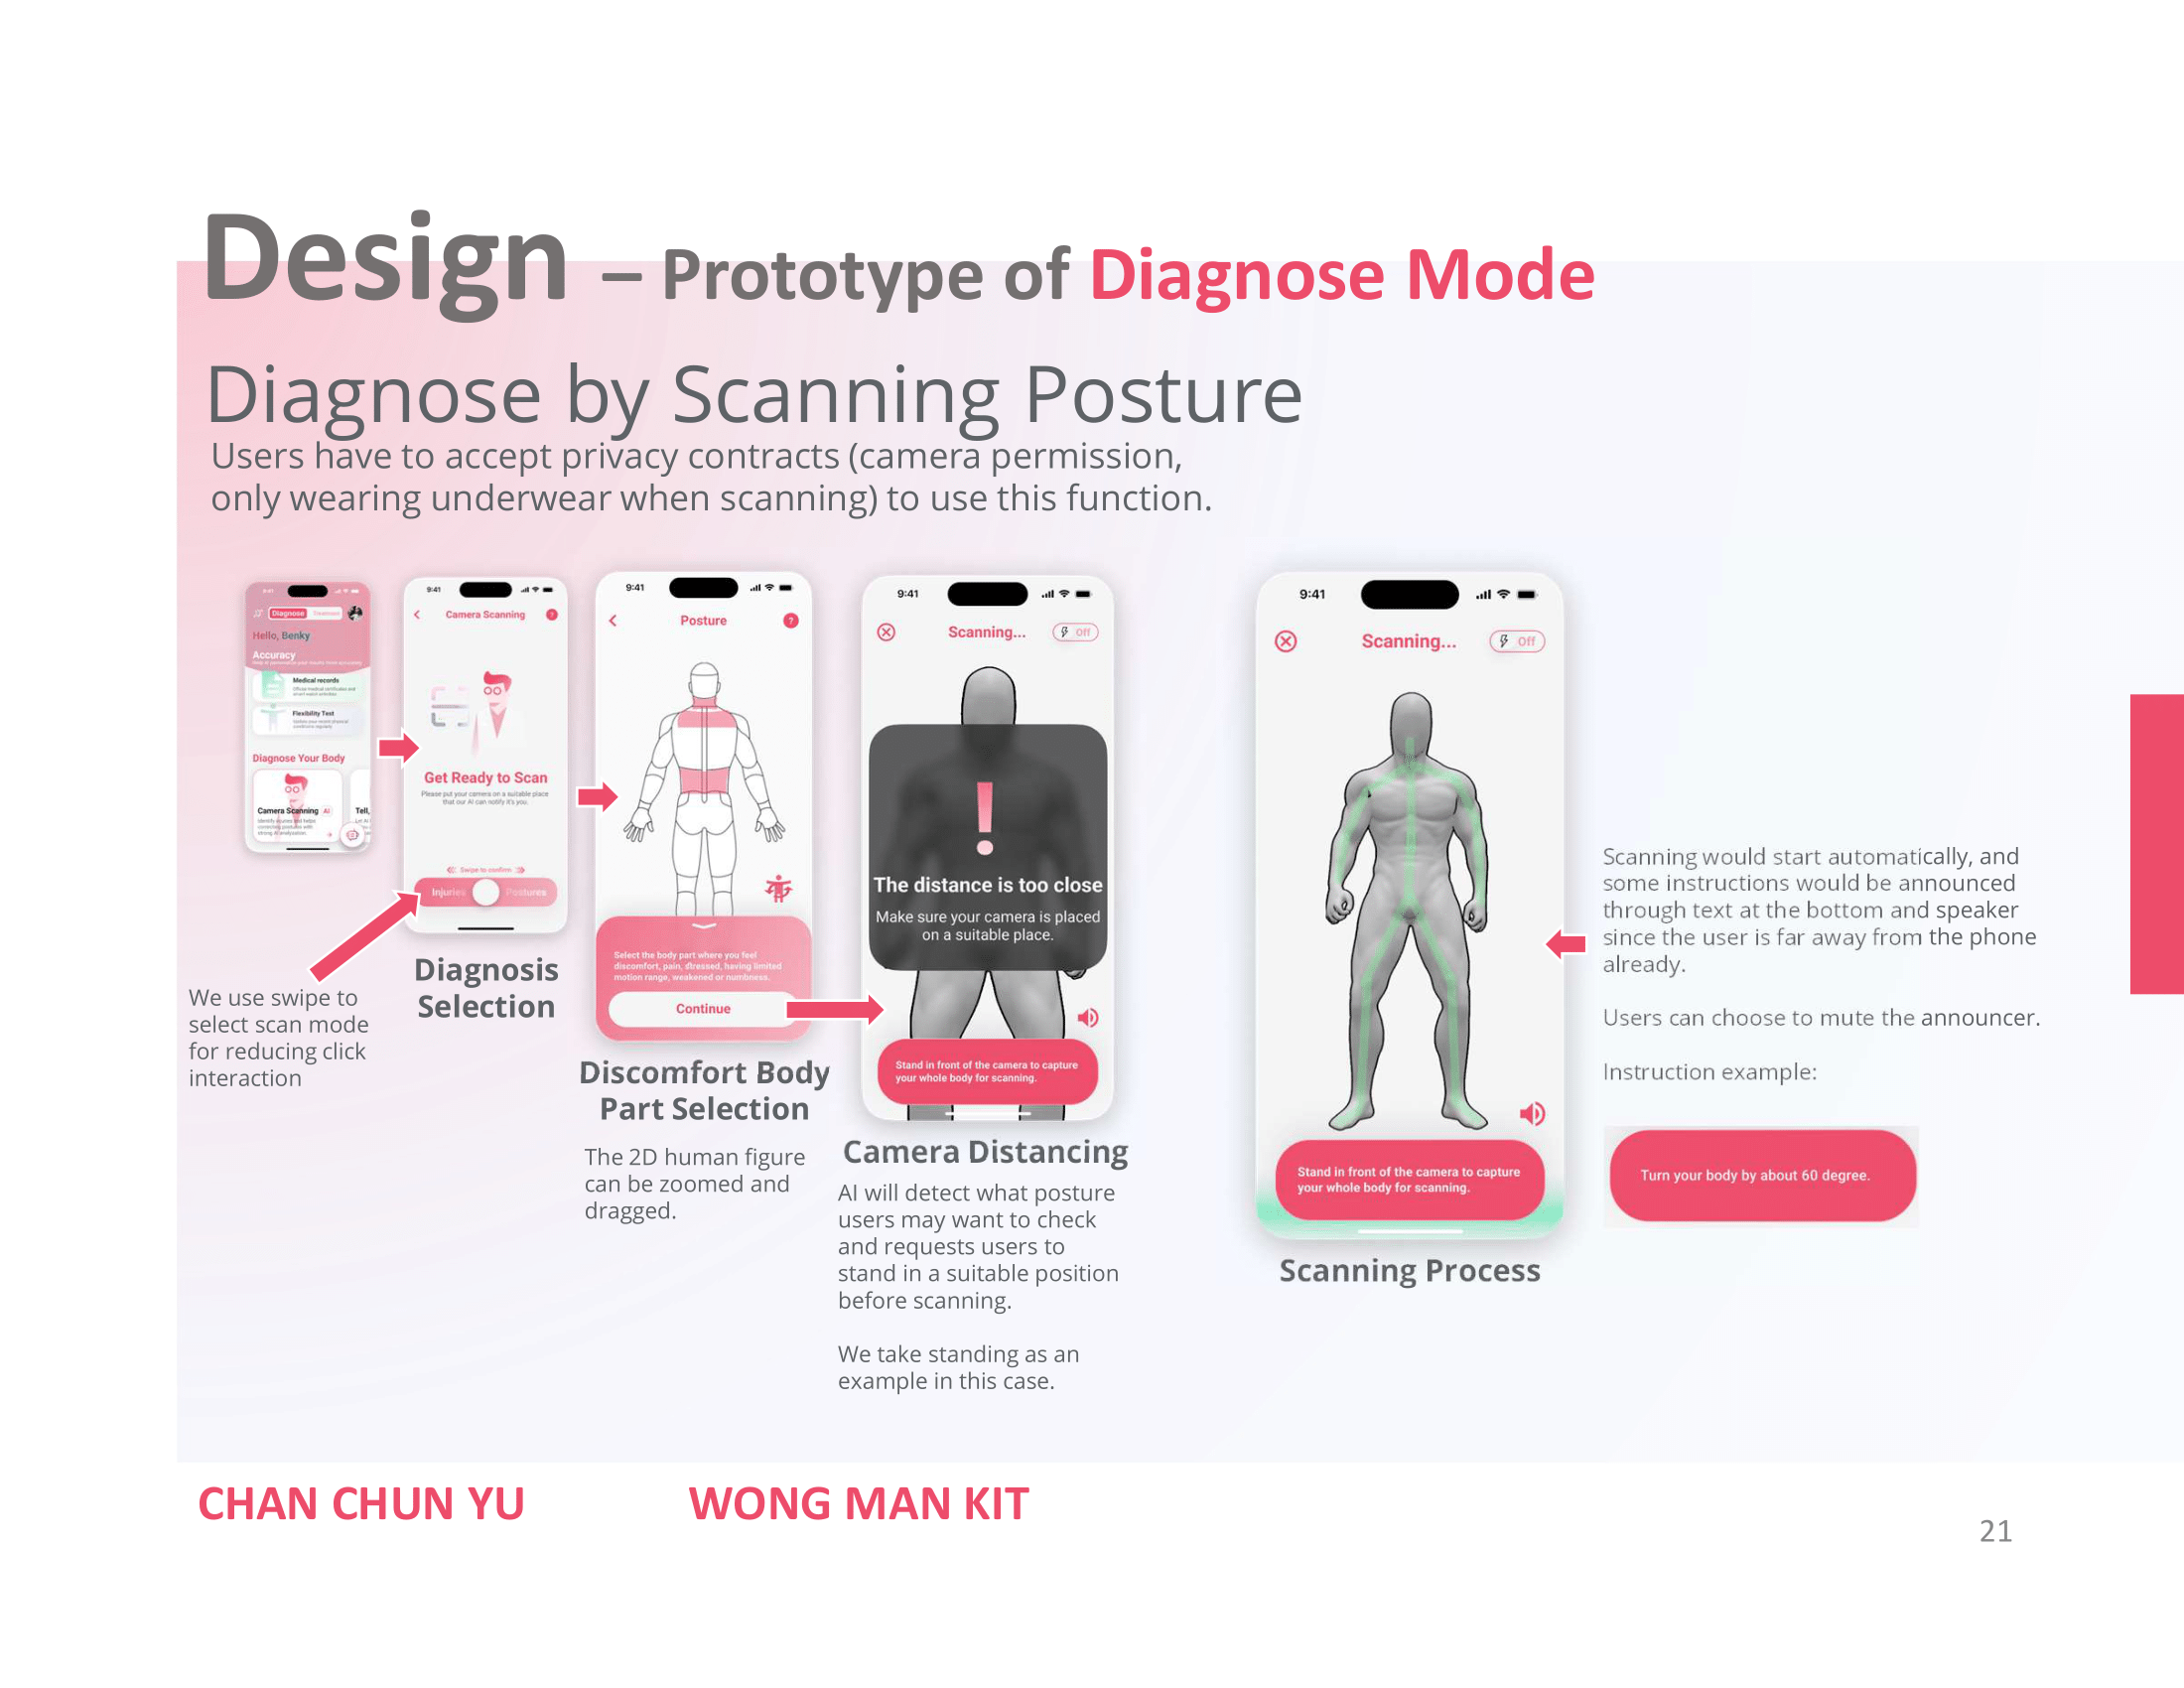 Design – Prototype of Diagnose Mode
Diagnose by Scanning Posture
Users have to accept privacy contracts (camera permission,
only wearing underwear when scanning) to use this function.
Diagnose
Hello, Benky
Accuracy
Medical records
Flexibility Test
Diagnose Your Body
Camera Scanning AI
Tell,
9:41
Camera Scanning
?
Get Ready to Scan
Please put your camera on a suitable place
that our AI can notify it's you.
Swipe to confirm
Injuries
Postures
Diagnosis
Selection
We use swipe to
select scan mode
for reducing click
interaction
9:41
Posture
?
Select the body part where you feel
discomfort, pain, stressed, having limited
motion range, weakened or numbness.
Continue
Discomfort Body
Part Selection
The 2D human figure
can be zoomed and
dragged.
9:41
Scanning...
Off
!
The distance is too close
Make sure your camera is placed
on a suitable place.
Stand in front of the camera to capture
your whole body for scanning.
Camera Distancing
AI will detect what posture
users may want to check
and requests users to
stand in a suitable position
before scanning.
We take standing as an
example in this case.
9:41
Scanning...
Off
Stand in front of the camera to capture
your whole body for scanning.
Scanning Process
Scanning would start automatically, and
some instructions would be announced
through text at the bottom and speaker
since the user is far away from the phone
already.
Users can choose to mute the announcer.
Instruction example:
Turn your body by about 60 degree.
CHAN CHUN YU
WONG MAN KIT
21